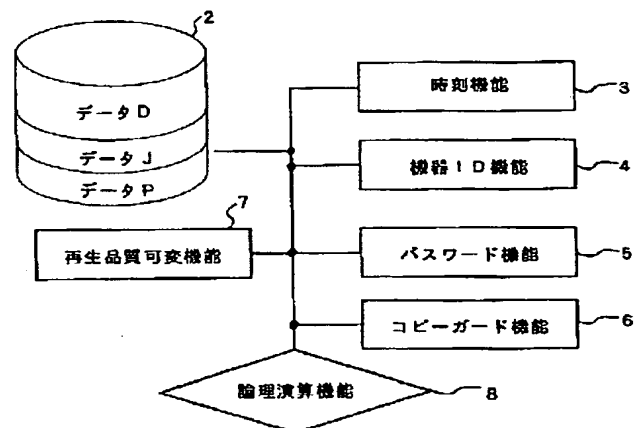 2
データD
データJ
データP
時刻機能
3
機器ID機能
4
7
再生品質可変機能
パスワード機能
5
コピーガード機能
6
論理演算機能
8